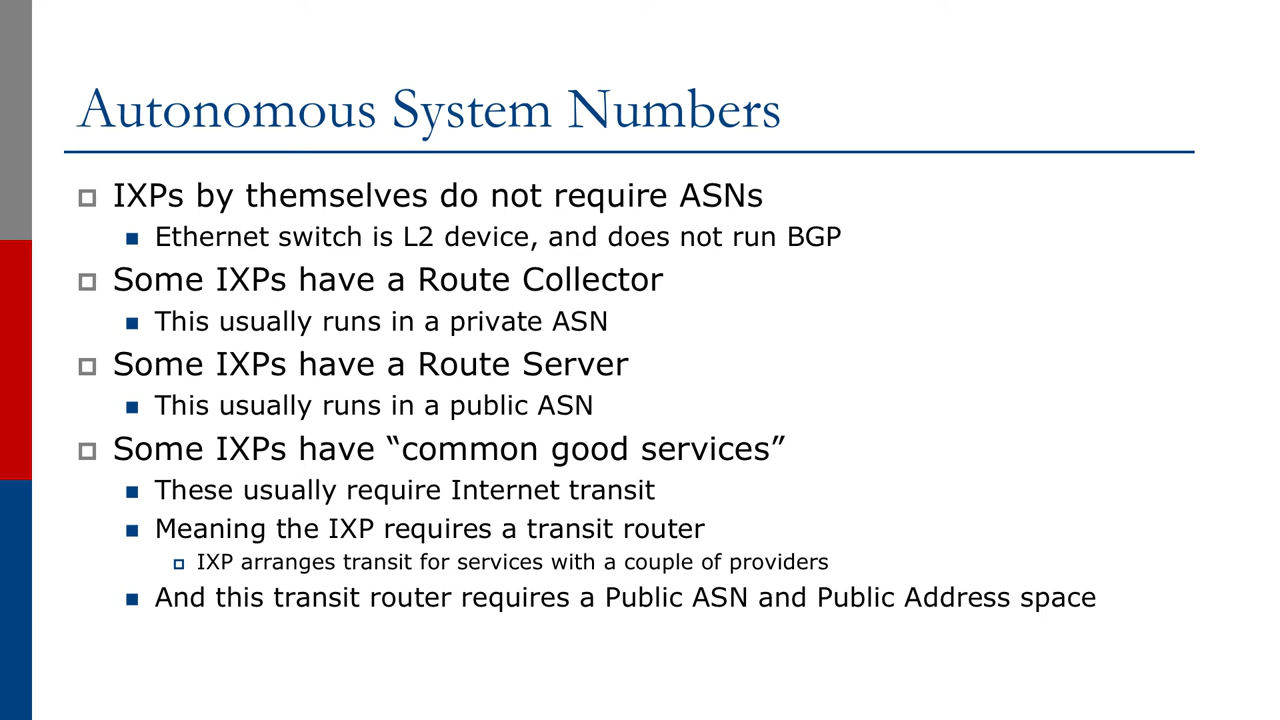 Autonomous System Numbers
IXPs by themselves do not require ASNs
Ethernet switch is L2 device, and does not run BGP
Some IXPs have a Route Collector
This usually runs in a private ASN
Some IXPs have a Route Server
This usually runs in a public ASN
Some IXPs have “common good services”
These usually require Internet transit
Meaning the IXP requires a transit router
IXP arranges transit for services with a couple of providers
And this transit router requires a Public ASN and Public Address space